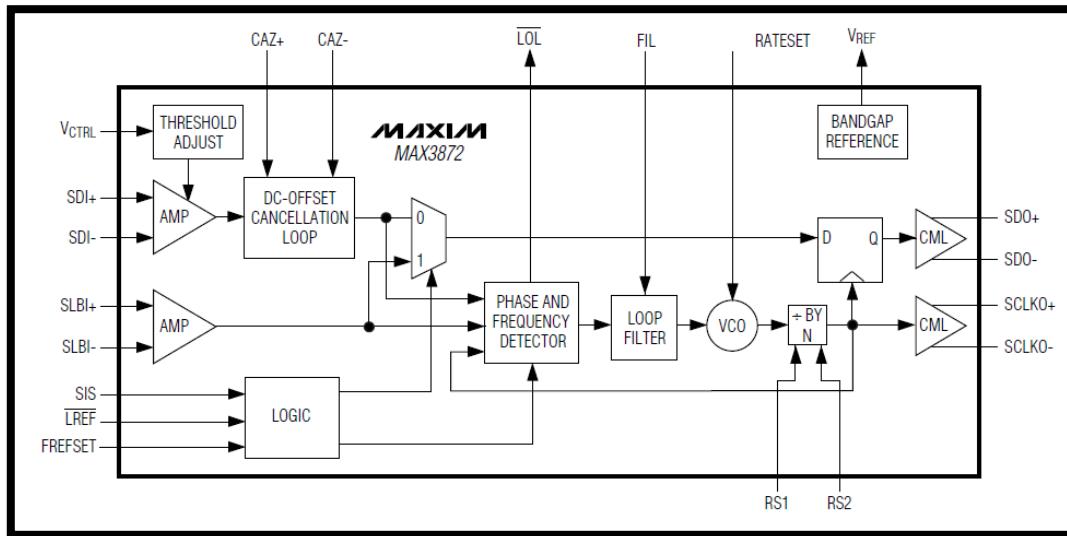 CAZ+ CAZ- L̅O̅L̅ FIL RATESET VREF
VCTRL
THRESHOLD
ADJUST
MAXIM
MAX3872
BANDGAP
REFERENCE
SDI+
SDI-
AMP
DC-OFFSET
CANCELLATION
LOOP
0
1
D Q
CML
SDO+
SDO-
SLBI+
SLBI-
AMP
PHASE AND
FREQUENCY
DETECTOR
LOOP
FILTER
VCO
÷ BY
N
CML
SCLKO+
SCLKO-
SIS
L̅R̅E̅F̅
FREFSET
LOGIC
RS1 RS2